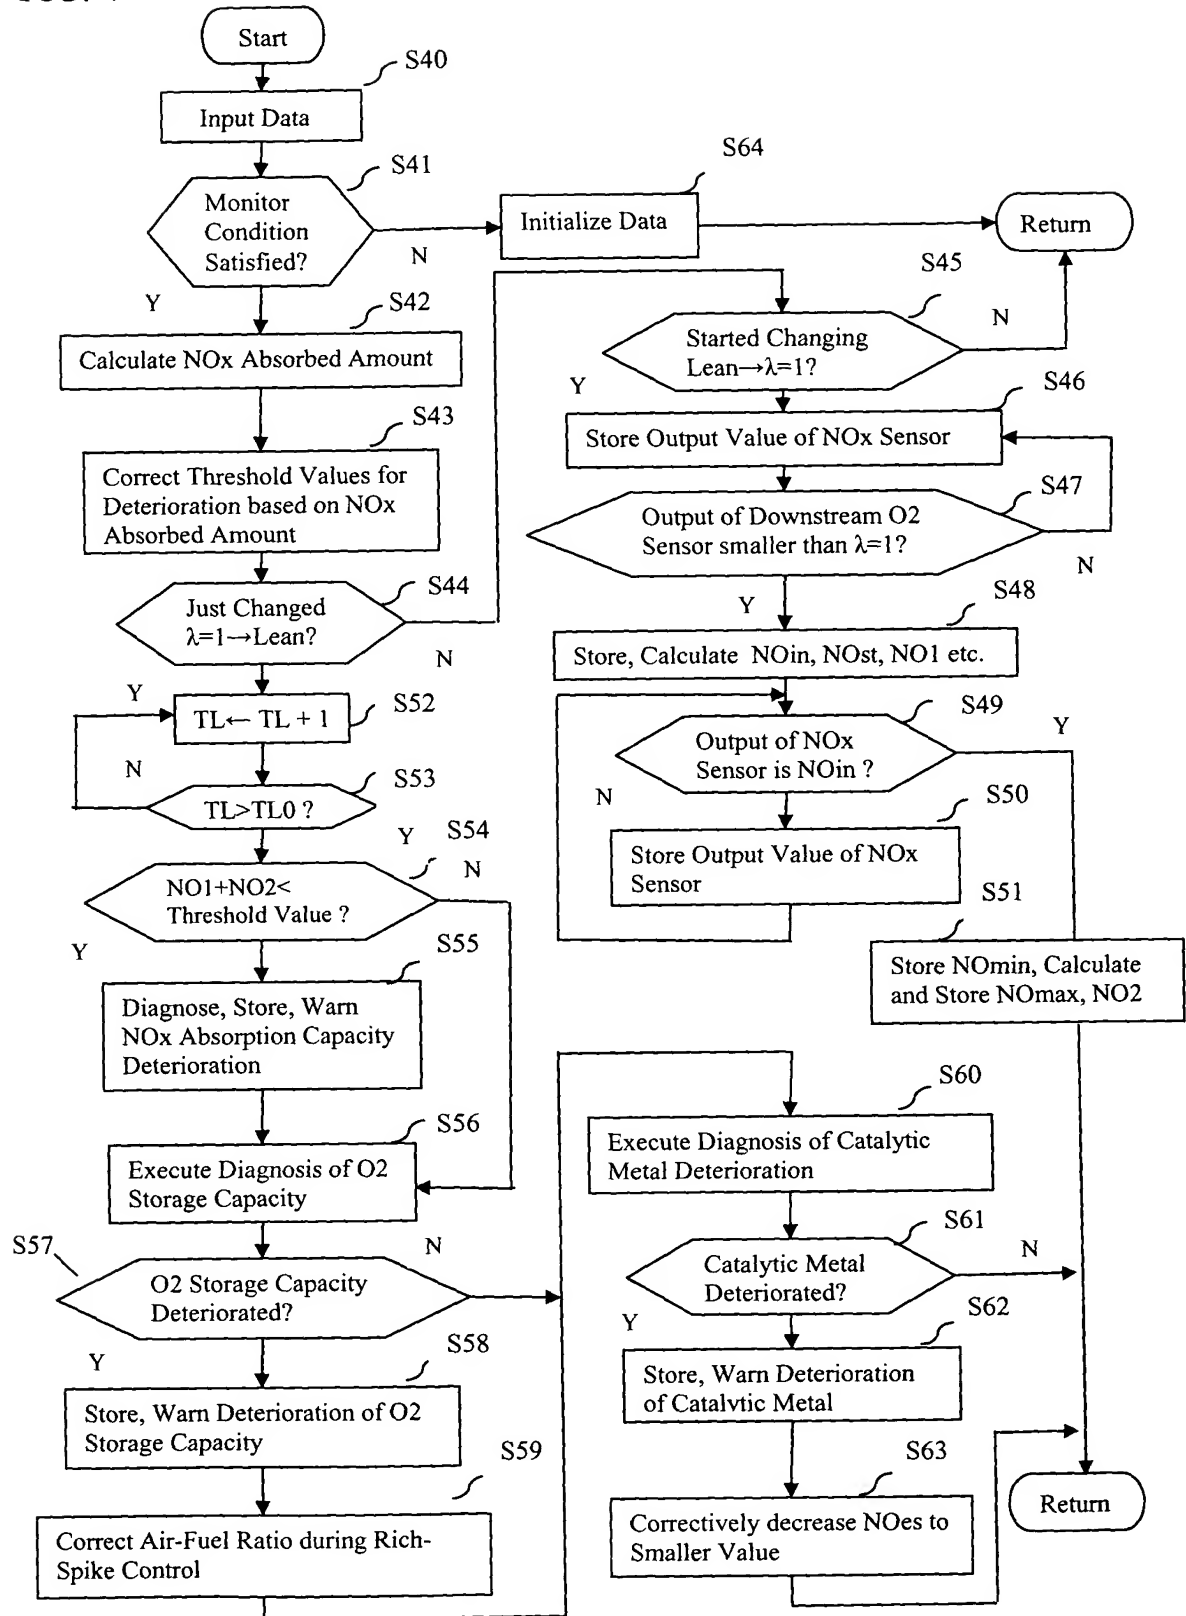 Start
S40
Input Data
S41
Monitor
Condition
Satisfied?
N
Y
S64
Initialize Data
Return
S42
Calculate NOx Absorbed Amount
S43
Correct Threshold Values for
Deterioration based on NOx
Absorbed Amount
S44
Just Changed
λ=1→Lean?
N
Y
S52
TL← TL + 1
N
S53
TL>TL0 ?
Y
S54
N
NO1+NO2<
Threshold Value ?
Y
S55
Diagnose, Store, Warn
NOx Absorption Capacity
Deterioration
S56
Execute Diagnosis of O2
Storage Capacity
S57
N
O2 Storage Capacity
Deteriorated?
Y
S58
Store, Warn Deterioration of O2
Storage Capacity
S59
Correct Air-Fuel Ratio during Rich-
Spike Control
S45
N
Started Changing
Lean→λ=1?
Y
S46
Store Output Value of NOx Sensor
S47
Output of Downstream O2
Sensor smaller than λ=1?
N
Y
S48
Store, Calculate NOin, NOst, NO1 etc.
S49
Y
Output of NOx
Sensor is NOin ?
N
S50
Store Output Value of NOx
Sensor
S51
Store NOmin, Calculate
and Store NOmax, NO2
S60
Execute Diagnosis of Catalytic
Metal Deterioration
S61
N
Catalytic Metal
Deteriorated?
Y
S62
Store, Warn Deterioration
of Catalytic Metal
S63
Correctively decrease NOes to
Smaller Value
Return